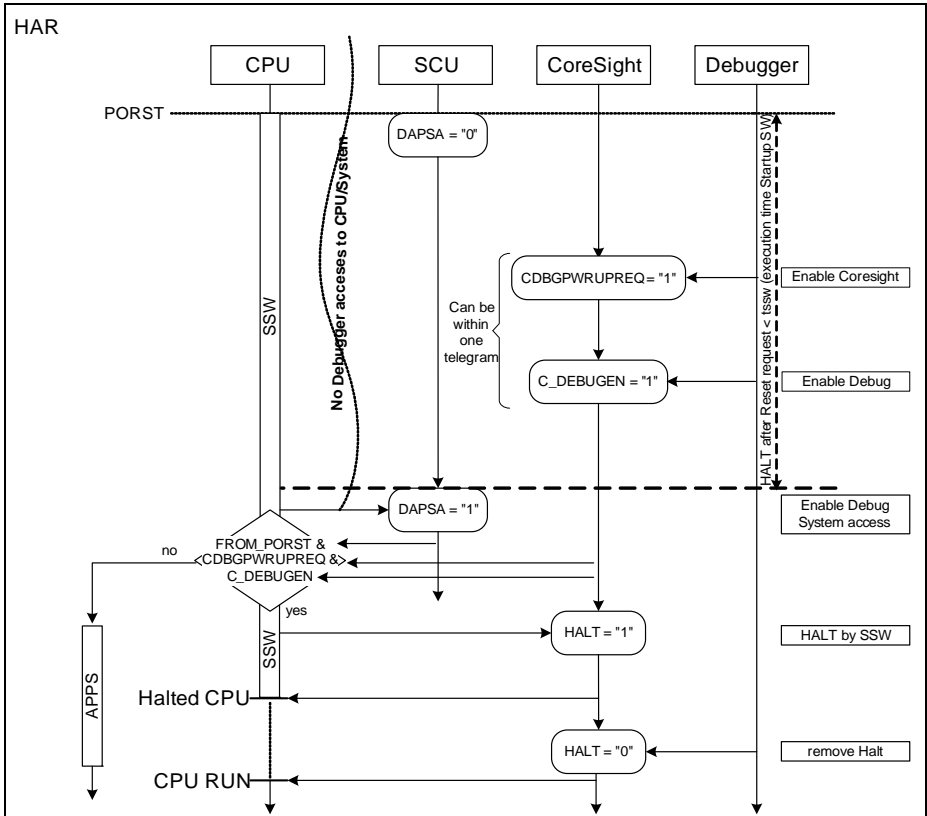 HAR
CPU
SCU
CoreSight
Debugger
PORST
DAPSA = "0"
No Debugger acceses to CPU/System
HALT after Reset request < tssw (execution time Startup SW)
SSW
CDBGPWRUPREQ = "1"
Enable Coresight
Can be
within
one
telegram
C_DEBUGEN = "1"
Enable Debug
DAPSA = "1"
Enable Debug
System access
FROM_PORST &
CDBGPWRUPREQ &
C_DEBUGEN
no
yes
SSW
HALT = "1"
HALT by SSW
APPS
Halted CPU
HALT = "0"
remove Halt
CPU RUN